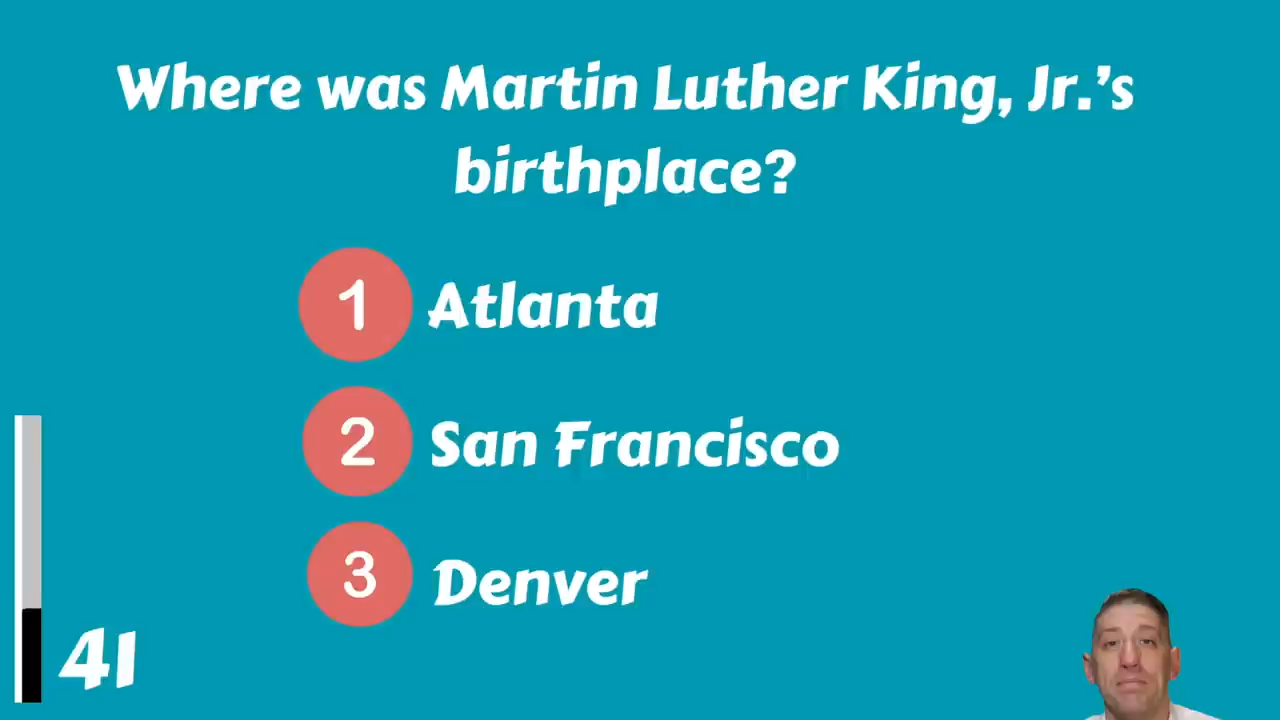 Where was Martin Luther King, Jr.’s
birthplace?
1 Atlanta
2 San Francisco
3 Denver
41